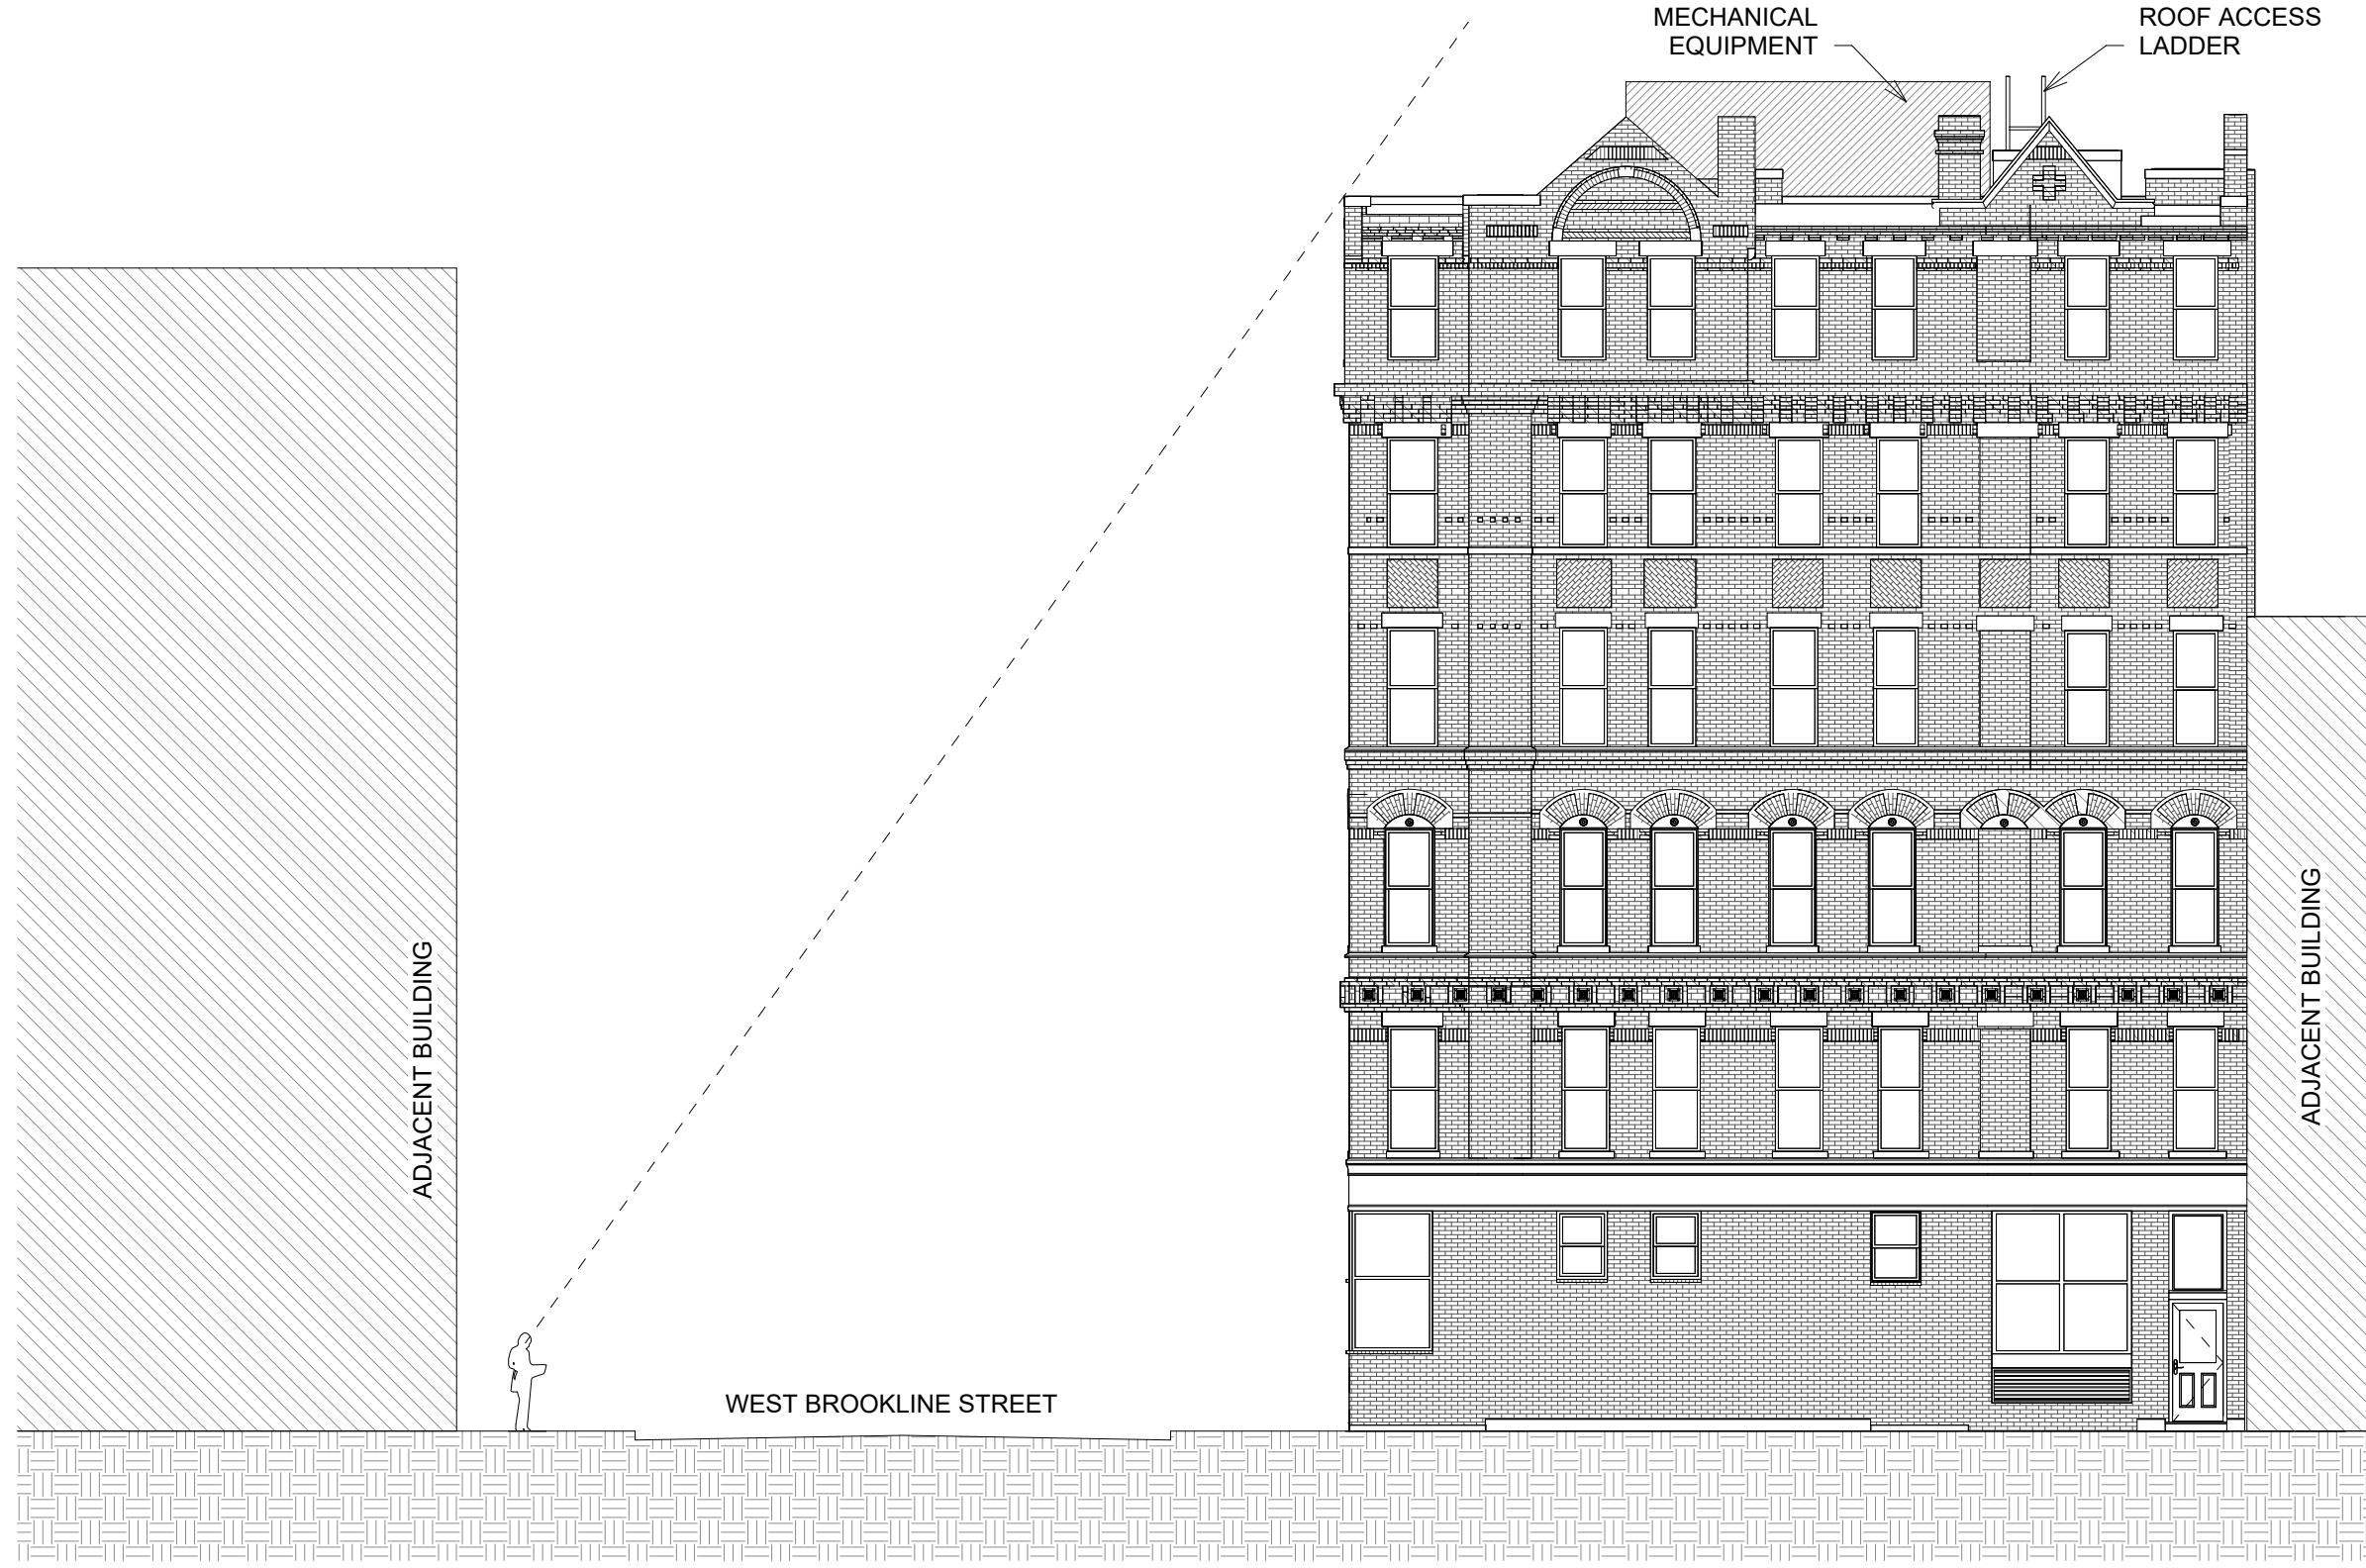 MECHANICAL
EQUIPMENT
ROOF ACCESS
LADDER
ADJACENT BUILDING
ADJACENT BUILDING
WEST BROOKLINE STREET